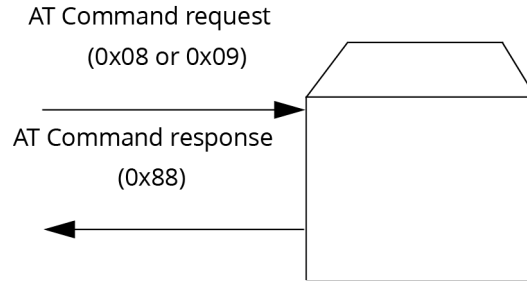 AT Command request
(0x08 or 0x09)
AT Command response
(0x88)